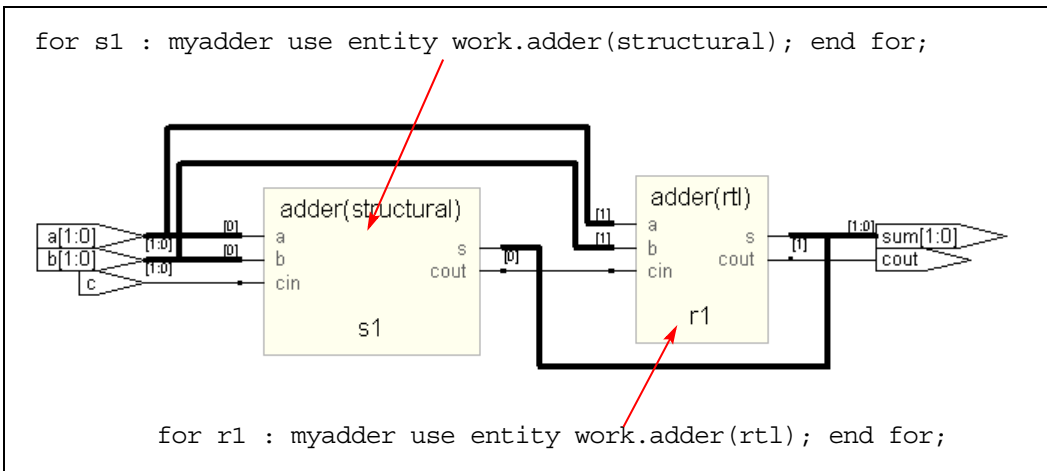 for s1 : myadder use entity work.adder(structural); end for;
adder(structural)
adder(rtl)
a[1:0]
b[1:0]
c
[1:0]
[1:0]
[0]
[0]
a
b
cin
s
cout
[0]
s1
[1]
[1]
a
b
cin
s
cout
[1]
r1
[1:0]
sum[1:0]
cout
for r1 : myadder use entity work.adder(rtl); end for;